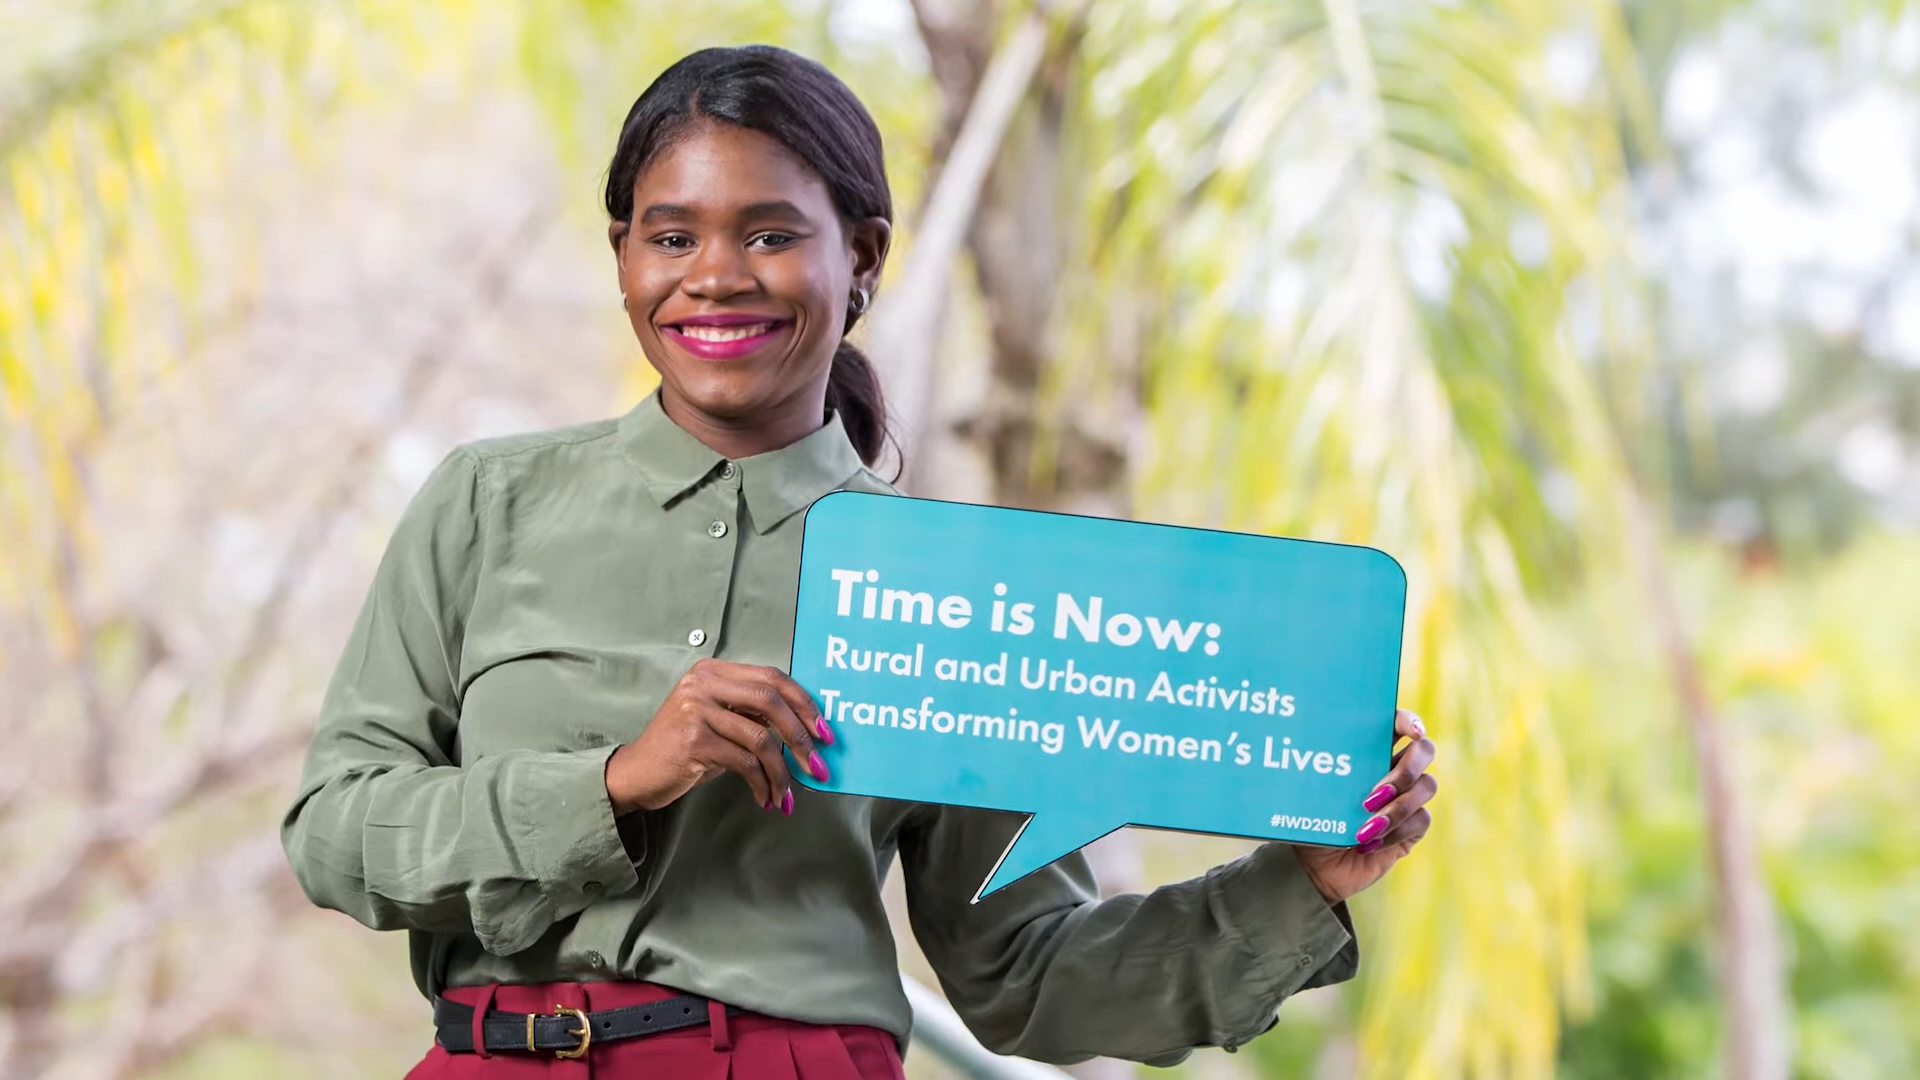 Time is Now:
Rural and Urban Activists
Transforming Women's Lives
#IWD2018